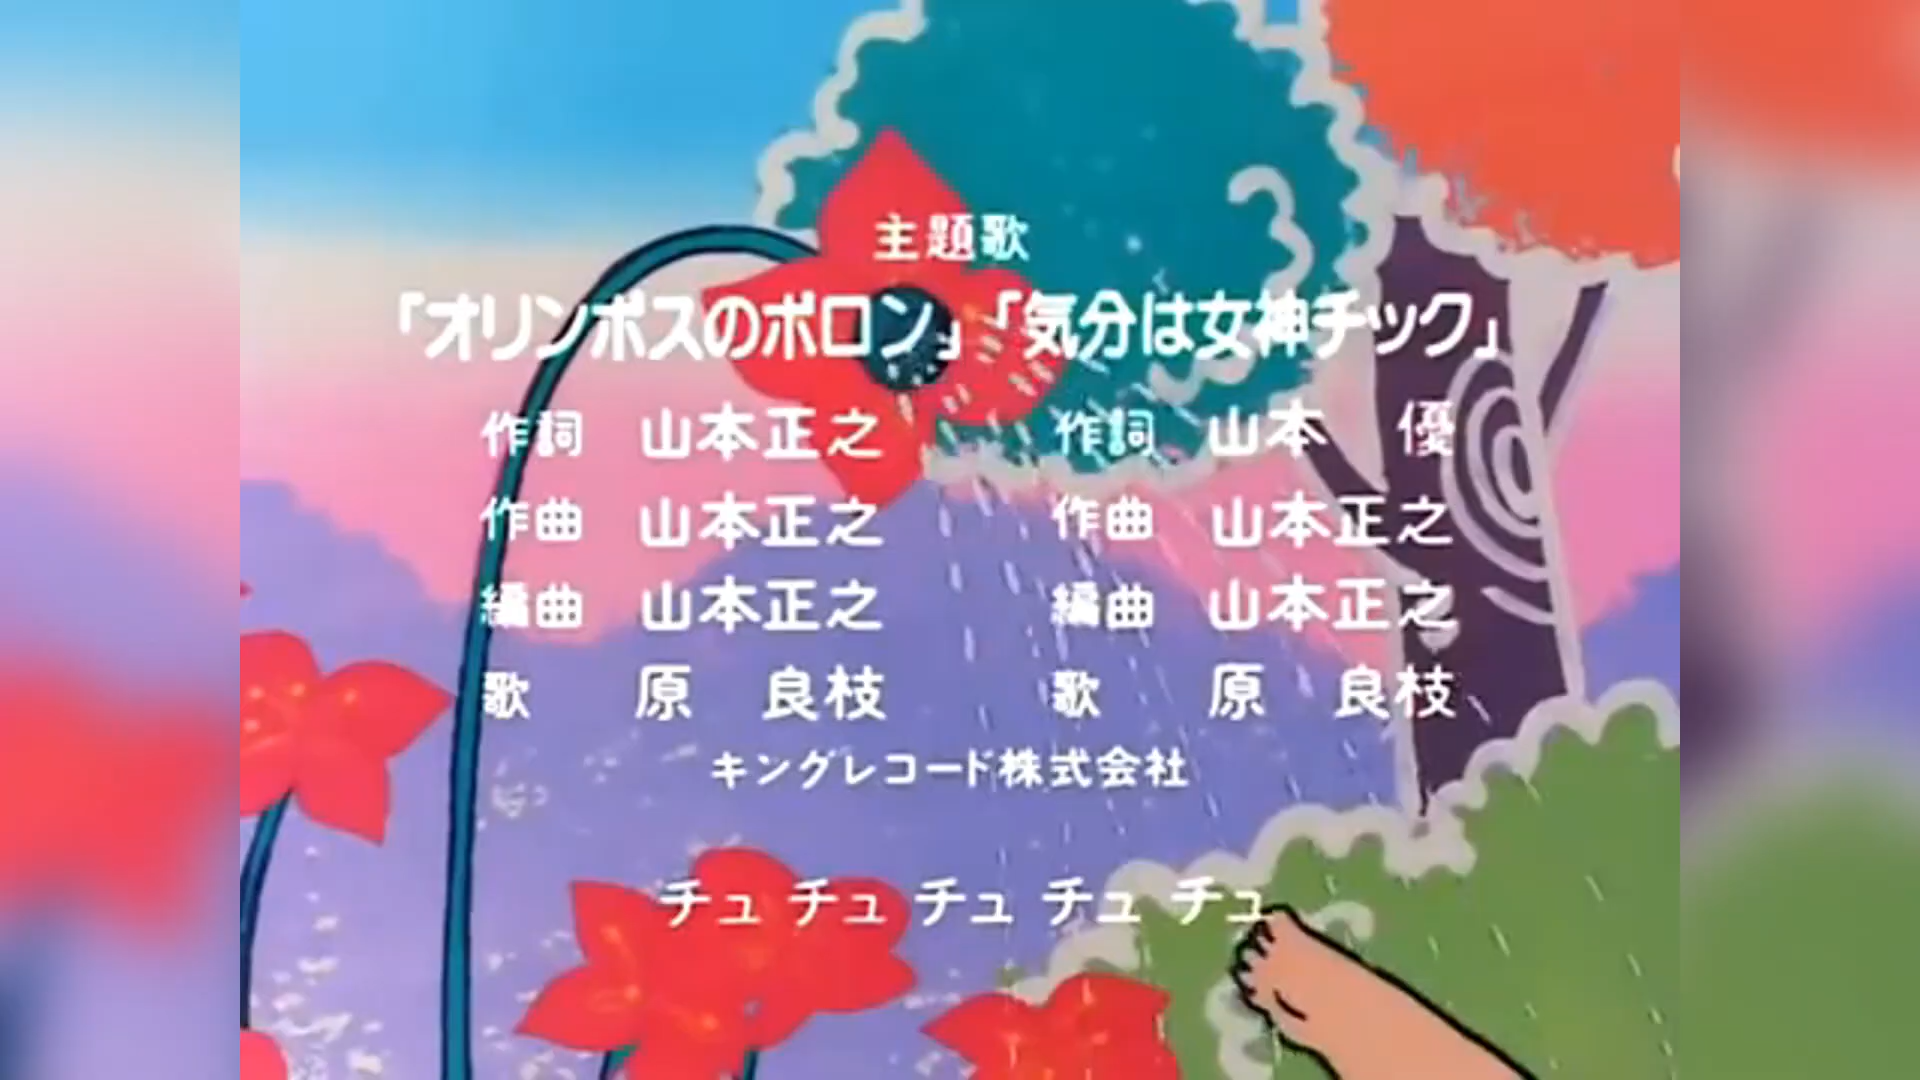 主題歌
「オリンポスのポロン」「気分は女神チック」
作詞 山本正之 作詞 山本 優
作曲 山本正之 作曲 山本正之
編曲 山本正之 編曲 山本正之
歌 原 良枝 歌 原 良枝
キングレコード株式会社
チュ チュ チュ チュ チュ